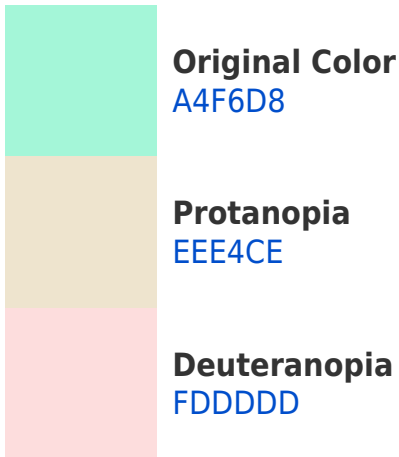 Original Color
A4F6D8
Protanopia
EEE4CE
Deuteranopia
FDDDDD